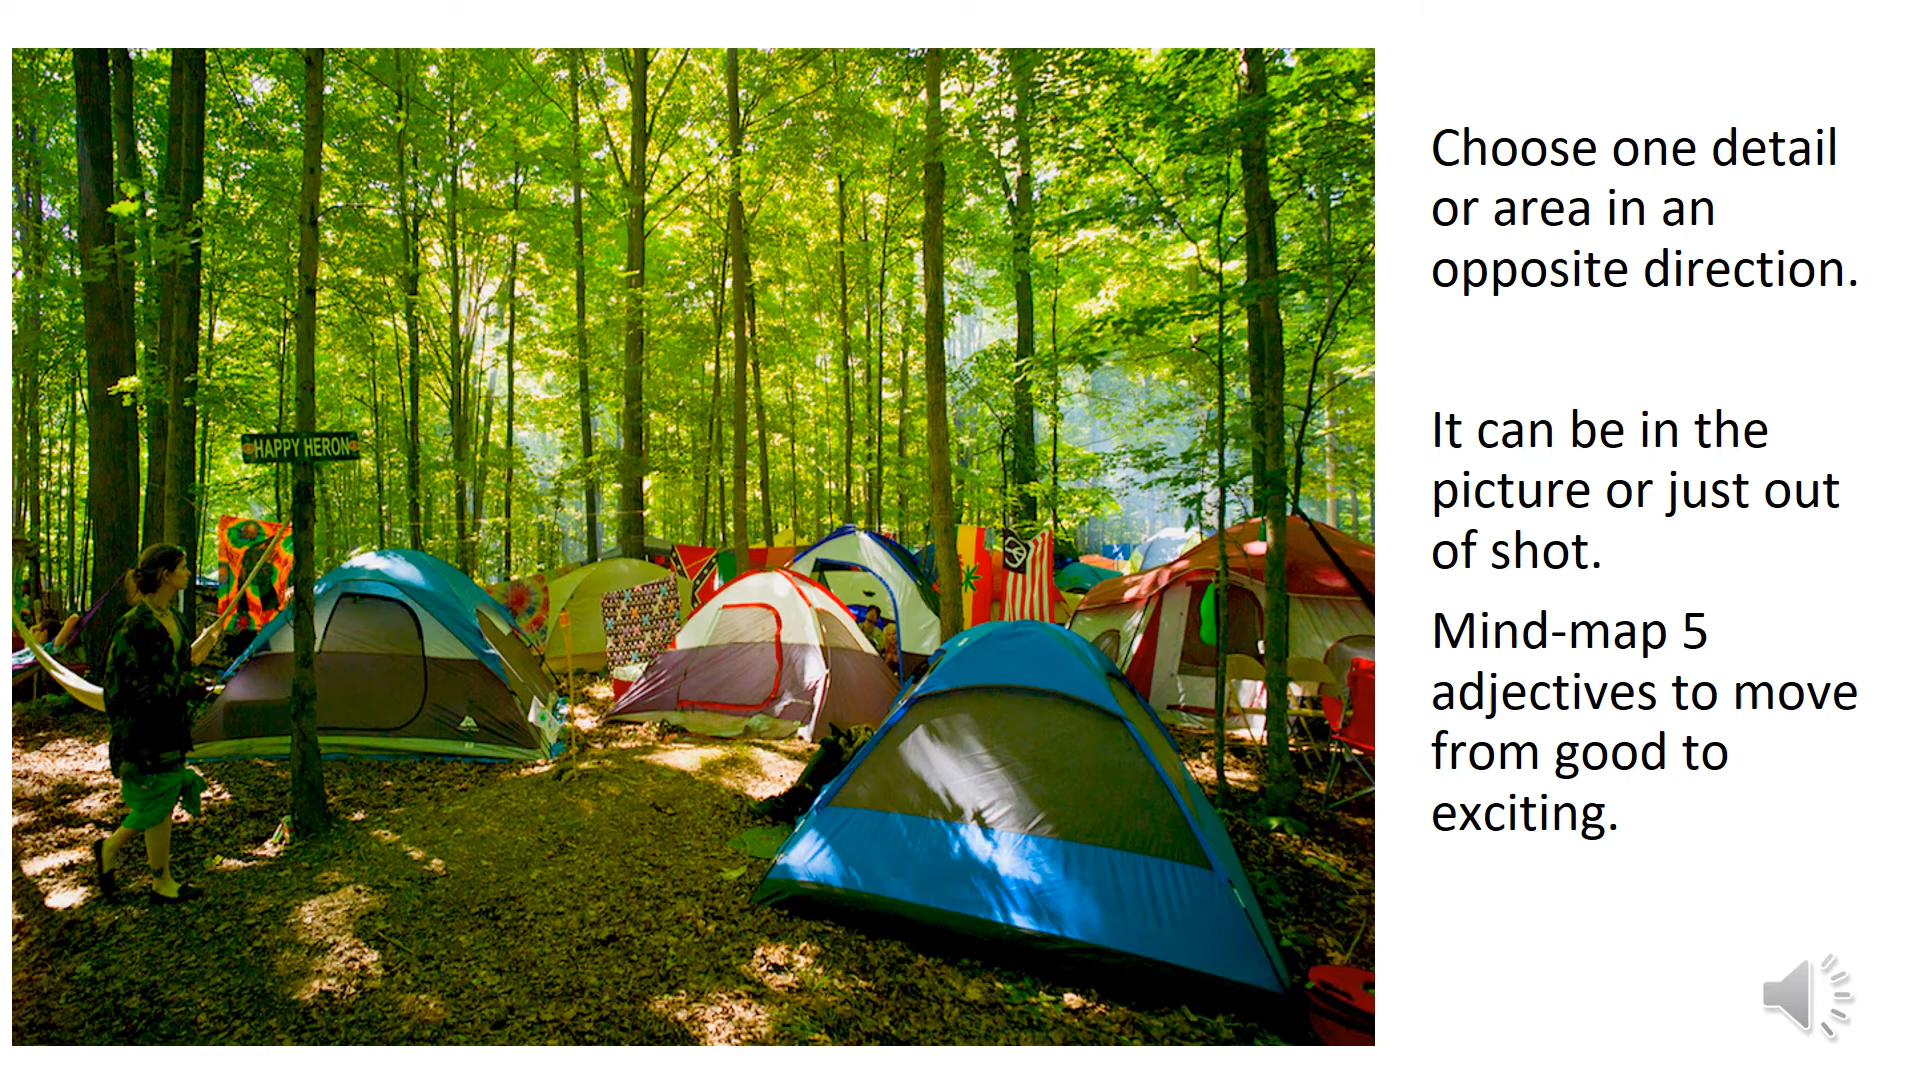 HAPPY HERON
Choose one detail
or area in an
opposite direction.
It can be in the
picture or just out
of shot.
Mind-map 5
adjectives to move
from good to
exciting.